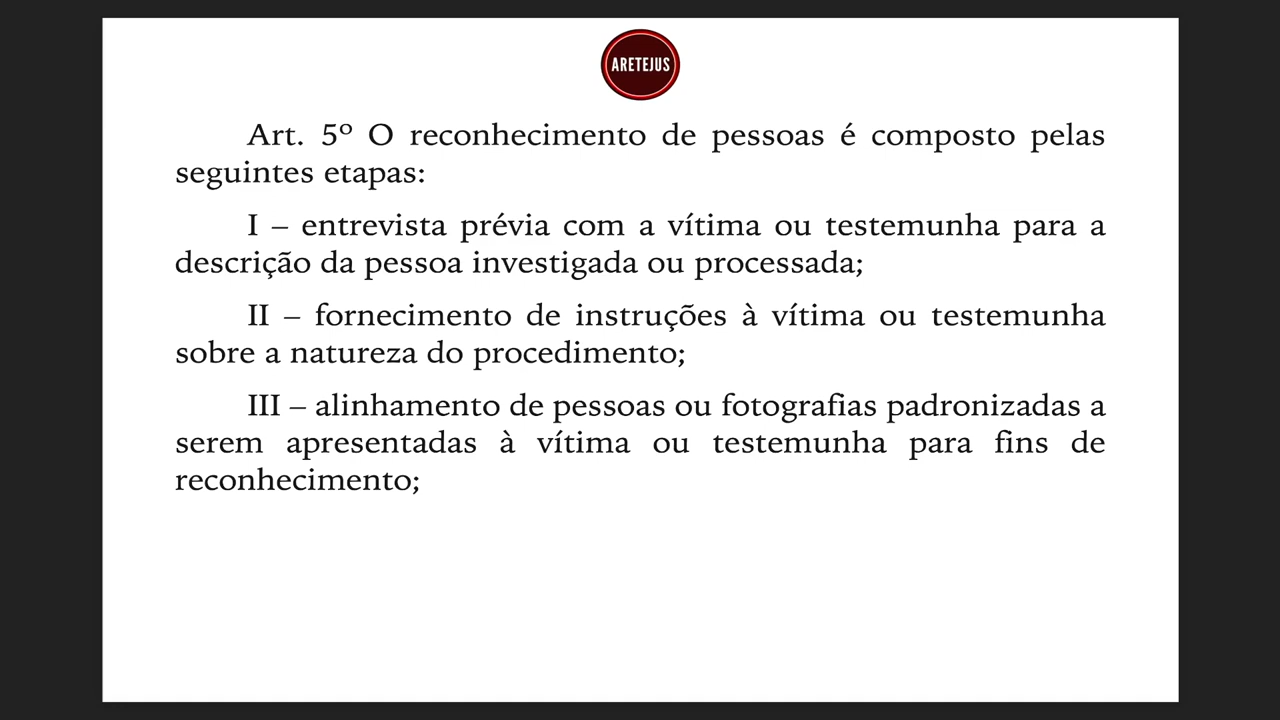 ARETEJUS
Art. 5º O reconhecimento de pessoas é composto pelas
seguintes etapas:
I – entrevista prévia com a vítima ou testemunha para a
descrição da pessoa investigada ou processada;
II – fornecimento de instruções à vítima ou testemunha
sobre a natureza do procedimento;
III – alinhamento de pessoas ou fotografias padronizadas a
serem apresentadas à vítima ou testemunha para fins de
reconhecimento;